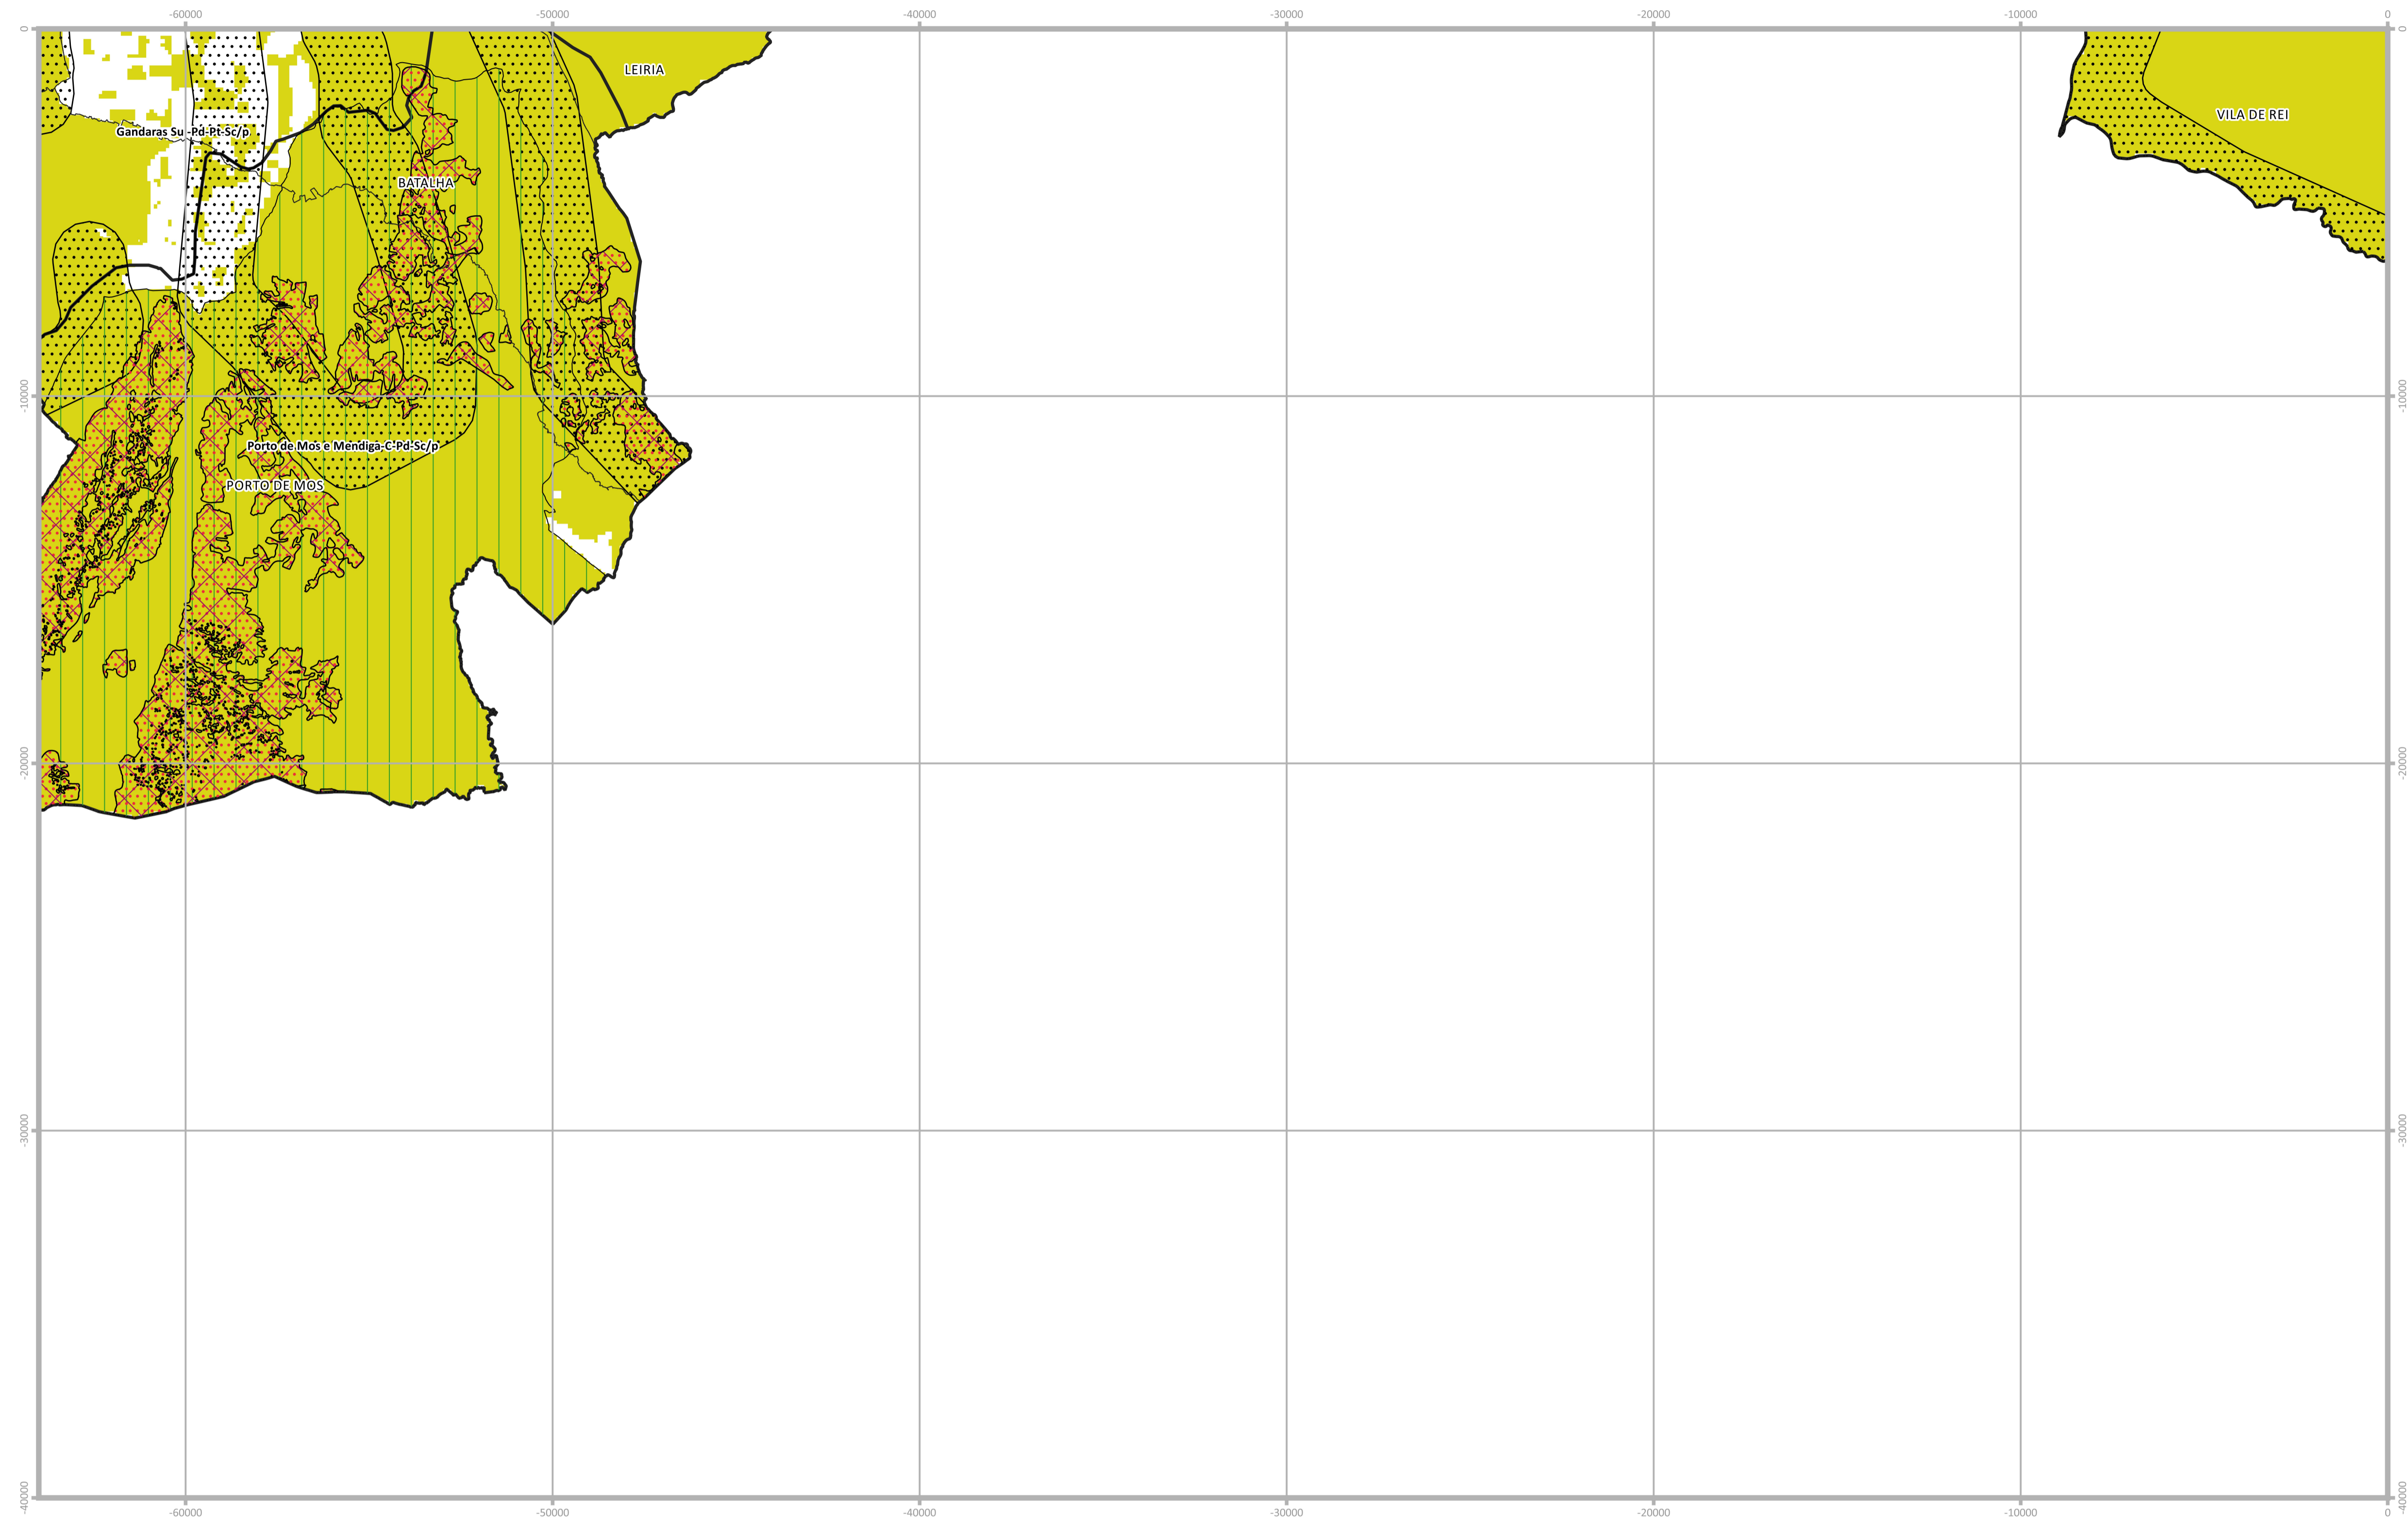 -60000 -50000 -40000 -30000 -20000 -10000 0
0 0
LEIRIA
VILA DE REI
Gandaras Su -Pd-Pt-Sc/p
BATALHA
-10000 -10000
Porto de Mos e Mendiga-C-Pd-Sc/p
PORTO DE MOS
-20000 -20000
-30000 -30000
-40000 -40000
-60000 -50000 -40000 -30000 -20000 -10000 0